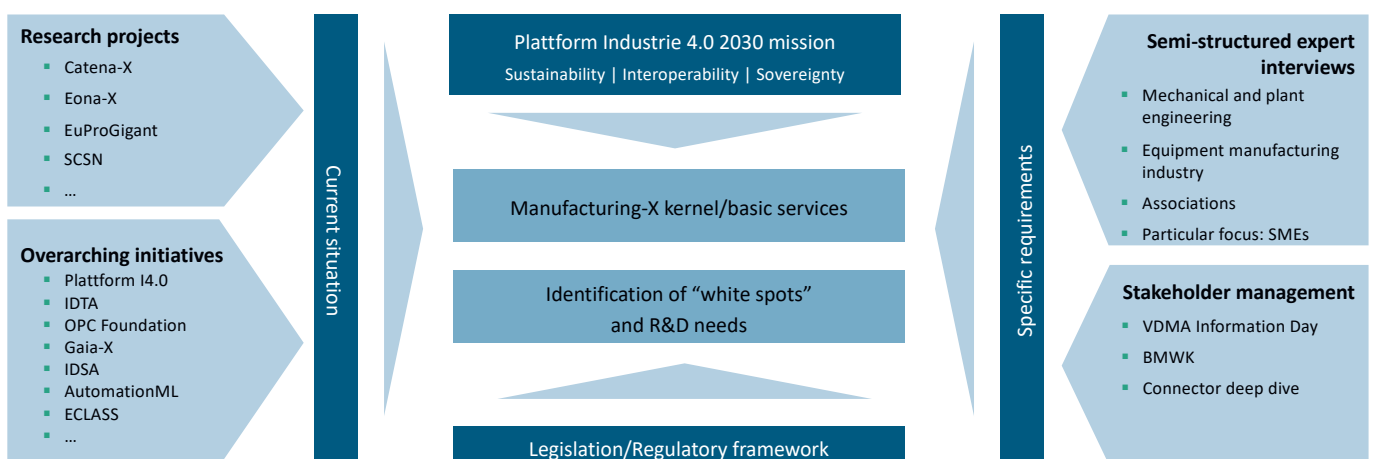 Research projects
Catena-X
Eona-X
EuProGigant
SCSN
…
Overarching initiatives
Plattform I4.0
IDTA
OPC Foundation
Gaia-X
IDSA
AutomationML
ECLASS
…
Current situation
Plattform Industrie 4.0 2030 mission
Sustainability | Interoperability | Sovereignty
Manufacturing-X kernel/basic services
Identification of “white spots”
and R&D needs
Legislation/Regulatory framework
Specific requirements
Semi-structured expert
interviews
Mechanical and plant
engineering
Equipment manufacturing
industry
Associations
Particular focus: SMEs
Stakeholder management
VDMA Information Day
BMWK
Connector deep dive